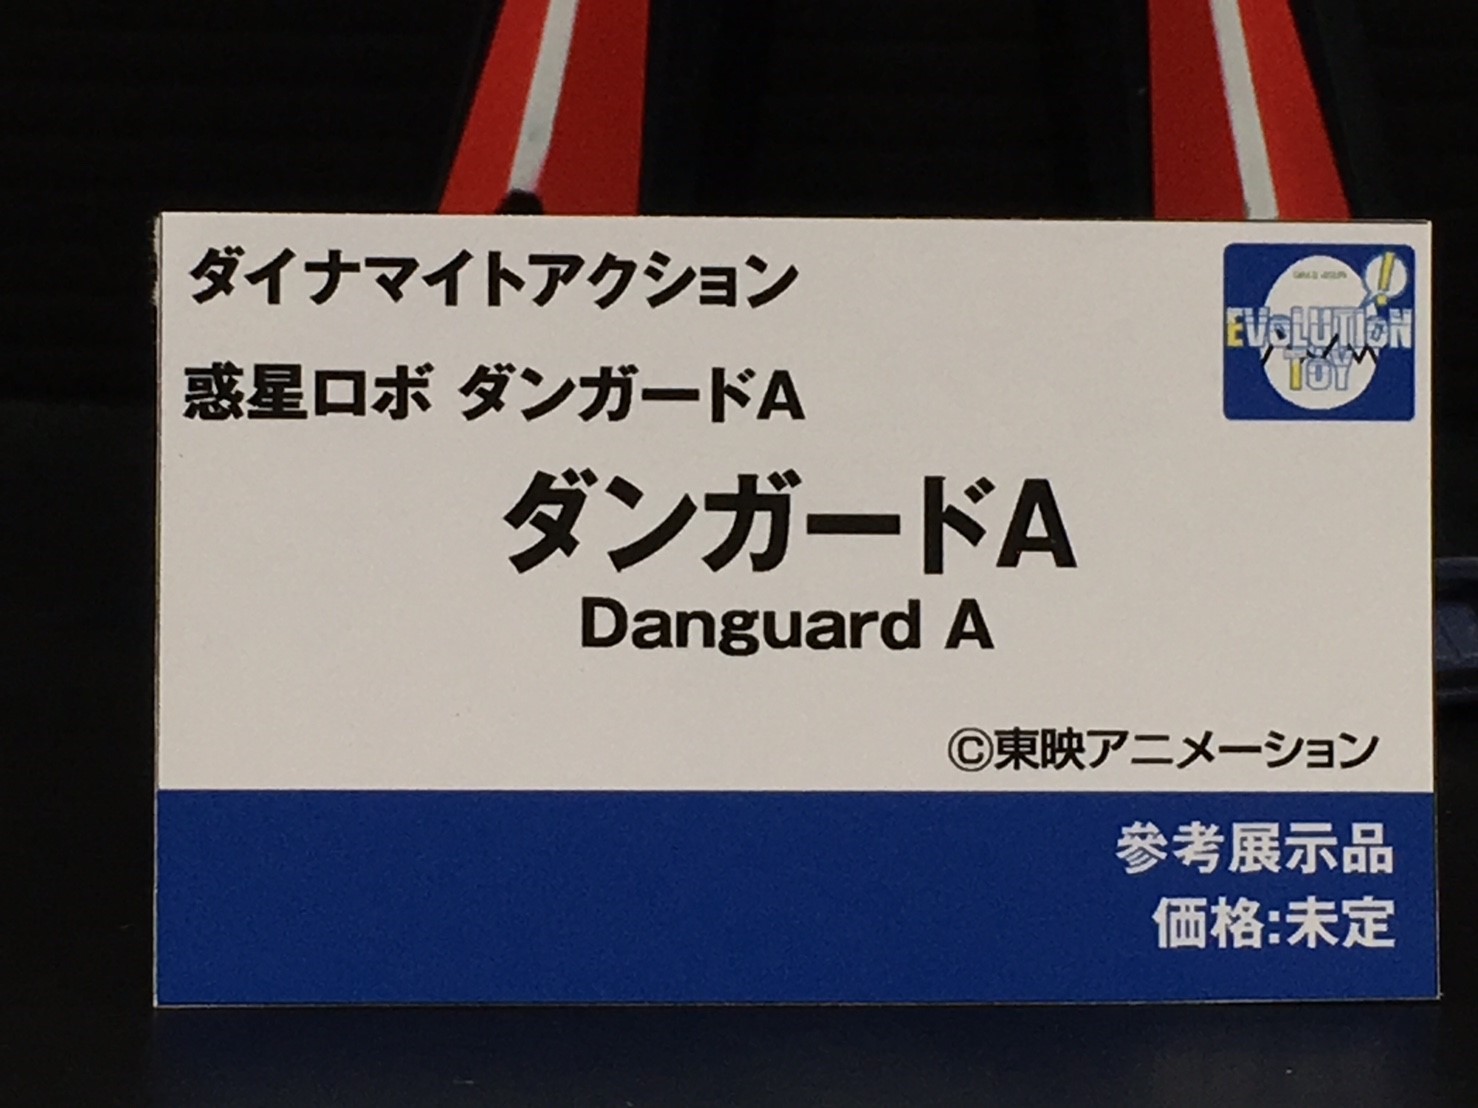 ダイナマイトアクション
惑星ロボ ダンガードA
EVOLUTION
TOY
ダンガードA
Danguard A
©東映アニメーション
参考展示品
価格:未定